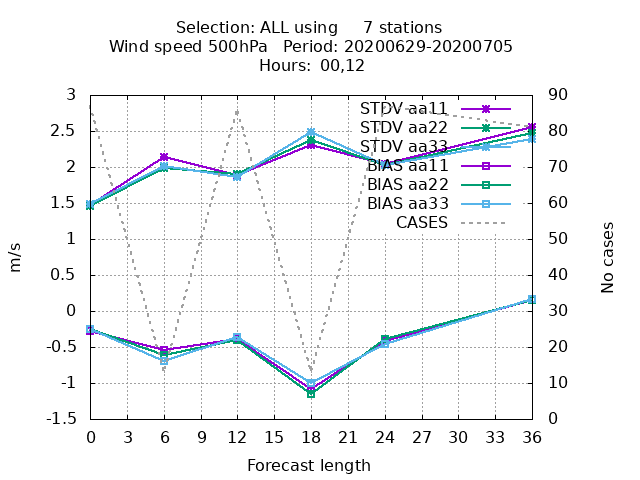 Selection: ALL using 7 stations
Wind speed 500hPa Period: 20200629-20200705
Hours: 00,12
3
2.5
2
1.5
1
0.5
0
-0.5
-1
-1.5
m/s
STDV aa11
STDV aa22
STDV aa33
BIAS aa11
BIAS aa22
BIAS aa33
CASES
90
80
70
60
50
40
30
20
10
0
No cases
0 3 6 9 12 15 18 21 24 27 30 33 36
Forecast length